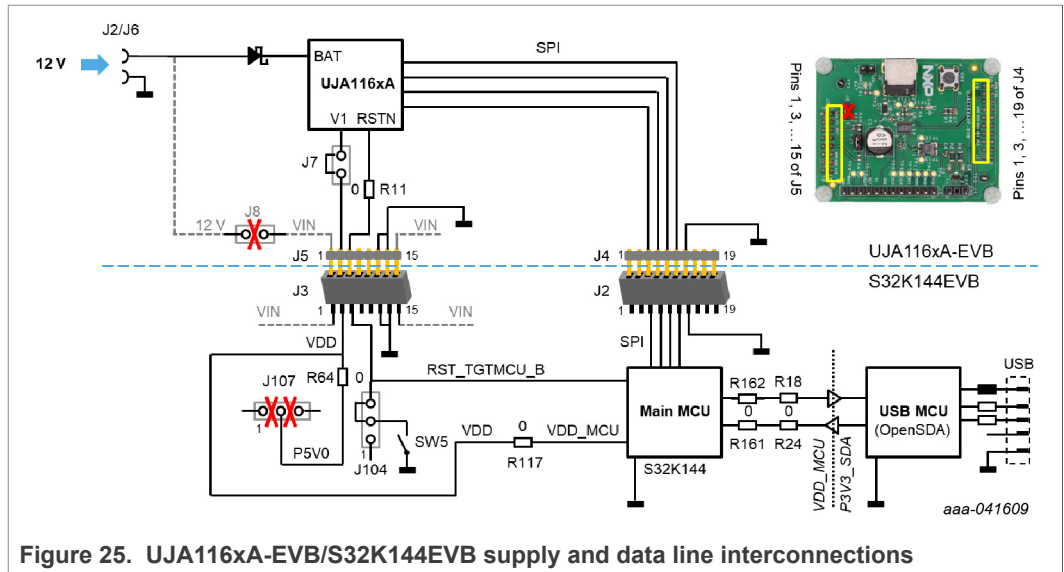 J2/J6
12 V
BAT
UJA116xA
V1 RSTN
SPI
J7
0
R11
12 V
J8
VIN
VIN
J5
1
15
J4
1
19
UJA116xA-EVB
S32K144EVB
J3
1
15
J2
1
19
VIN
VIN
VDD
SPI
R64
0
RST_TGTMCU_B
J107
1
P5V0
J104
1
SW5
VDD
0
R117
VDD_MCU
Main MCU
S32K144
R162
R18
0
0
R161
R24
VDD_MCU
P3V3_SDA
USB MCU
(OpenSDA)
USB
Pins 1, 3, …15 of J5
NXP
Pins 1, 3, …19 of J4
aaa-041609
Figure 25. UJA116xA-EVB/S32K144EVB supply and data line interconnections